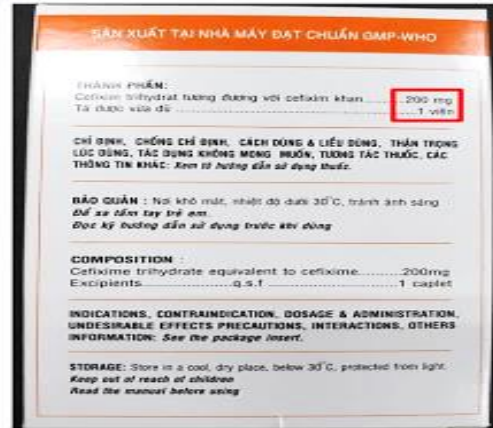 SẢN XUẤT TẠI NHÀ MÁY ĐẠT CHUẨN GMP-WHO
THÀNH PHẦN:
Cefixim trihydrat tương đương với cefixim khan..........200 mg
Tá dược vừa đủ..........1 viên
CHỈ ĐỊNH, CHỐNG CHỈ ĐỊNH, CÁCH DÙNG & LIỀU DÙNG, THẬN TRỌNG
LÚC DÙNG, TÁC DỤNG KHÔNG MONG MUỐN, TƯƠNG TÁC THUỐC, CÁC
THÔNG TIN KHÁC: Xem tờ hướng dẫn sử dụng thuốc.
BẢO QUẢN : Nơi khô mát, nhiệt độ dưới 30°C, tránh ánh sáng
Để xa tầm tay trẻ em.
Đọc kỹ hướng dẫn sử dụng trước khi dùng
COMPOSITION :
Cefixime trihydrate equivalent to cefixime..........200mg
Excipients..........q.s.f..........1 caplet
INDICATIONS, CONTRAINDICATION, DOSAGE & ADMINISTRATION,
UNDESIRABLE EFFECTS PRECAUTIONS, INTERACTIONS, OTHERS
INFORMATION: See the package insert.
STORAGE: Store in a cool, dry place, below 30°C, protected from light.
Keep out of reach of children
Read the manual before using